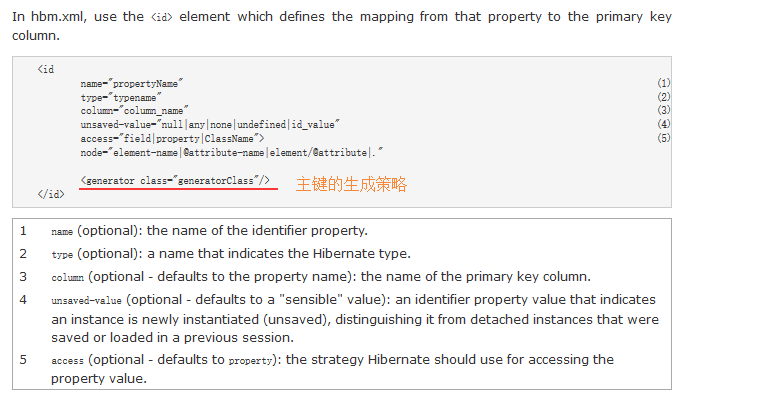 In hbm.xml, use the <id> element which defines the mapping from that property to the primary key
column.
<id
name="propertyName" (1)
type="typename" (2)
column="column_name" (3)
unsaved-value="null|any|none|undefined|id_value" (4)
access="field|property|ClassName"> (5)
node="element-name|@attribute-name|element/@attribute|."
<generator class="generatorClass"/> 主键的生成策略
</id>
1 name (optional): the name of the identifier property.
2 type (optional): a name that indicates the Hibernate type.
3 column (optional - defaults to the property name): the name of the primary key column.
4 unsaved-value (optional - defaults to a "sensible" value): an identifier property value that indicates
an instance is newly instantiated (unsaved), distinguishing it from detached instances that were
saved or loaded in a previous session.
5 access (optional - defaults to property): the strategy Hibernate should use for accessing the
property value.